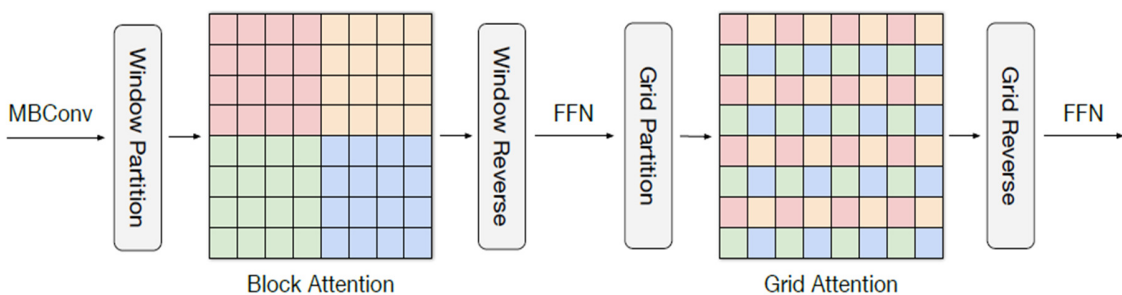 MBConv
Window Partition
Block Attention
Window Reverse
FFN
Grid Partition
Grid Attention
Grid Reverse
FFN